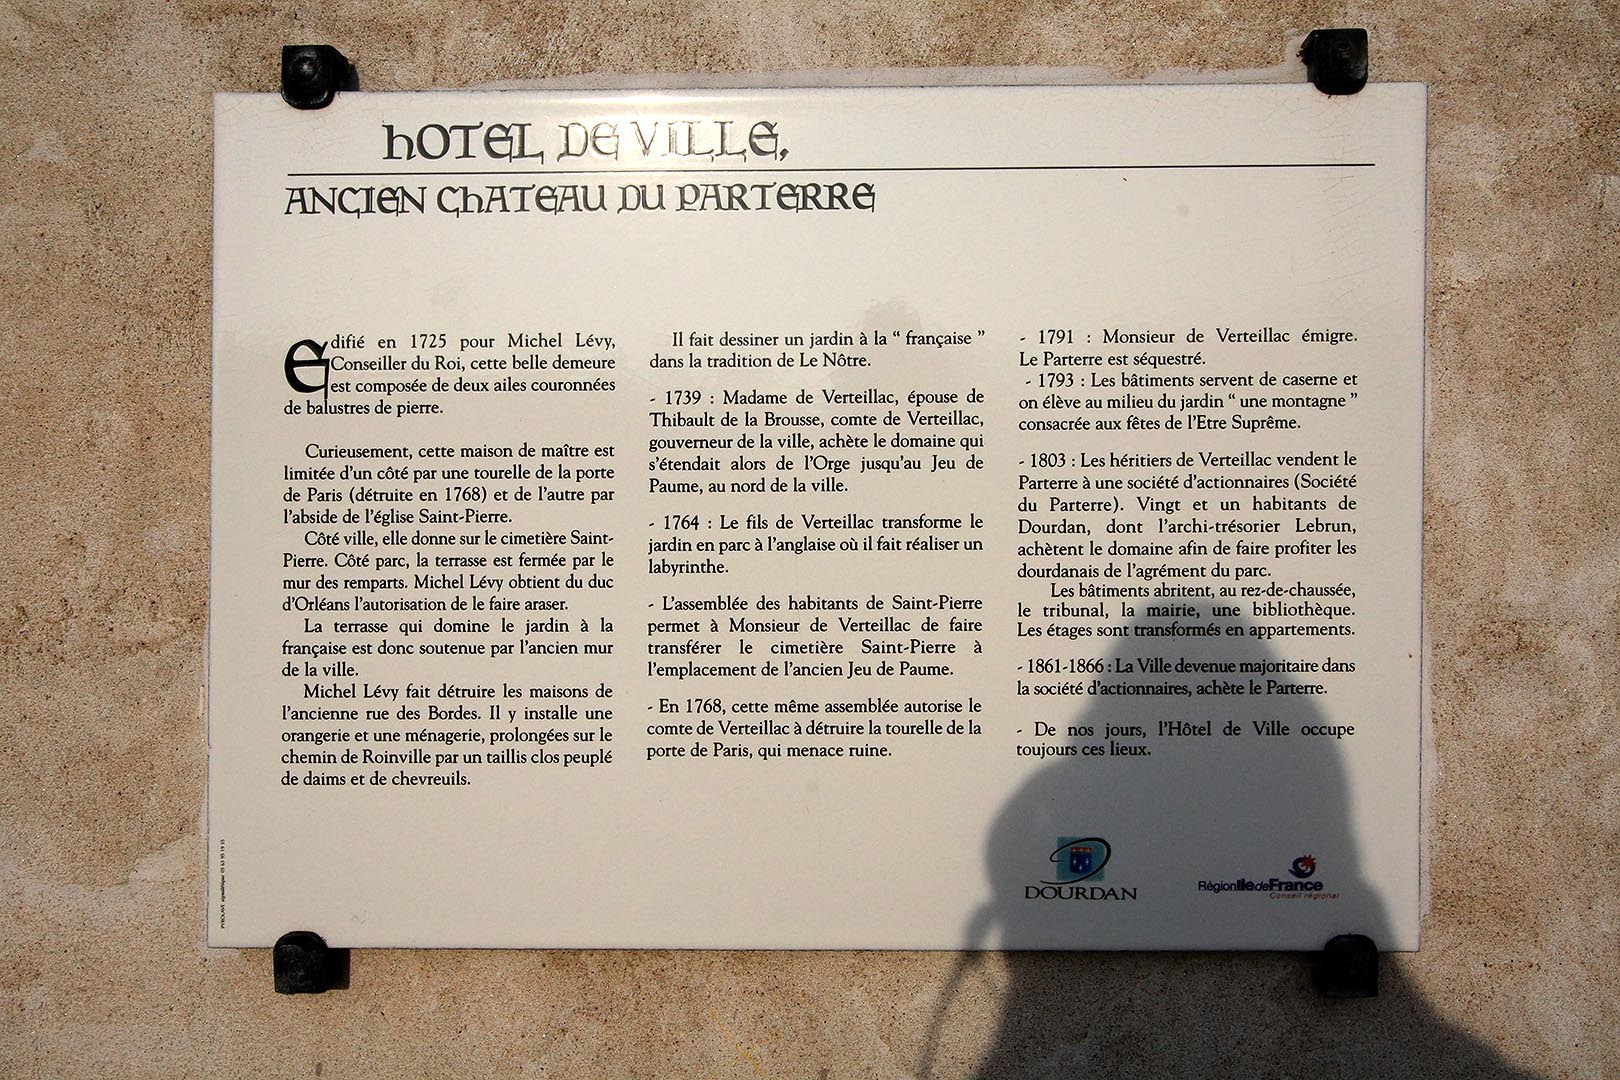 HOTEL DE VILLE,
ANCIEN CHATEAU DU PARTERRE
Edifié en 1725 pour Michel Lévy,
Conseiller du Roi, cette belle demeure
est composée de deux ailes couronnées
de balustres de pierre.
Curieusement, cette maison de maître est
limitée d'un côté par une tourelle de la porte
de Paris (détruite en 1768) et de l'autre par
l'abside de l'église Saint-Pierre.
Côté ville, elle donne sur le cimetière Saint-
Pierre. Côté parc, la terrasse est fermée par le
mur des remparts. Michel Lévy obtient du duc
d'Orléans l'autorisation de le faire araser.
La terrasse qui domine le jardin à la
française est donc soutenue par l'ancien mur
de la ville.
Michel Lévy fait détruire les maisons de
l'ancienne rue des Bordes. Il y installe une
orangerie et une ménagerie, prolongées sur le
chemin de Roinville par un taillis clos peuplé
de daims et de chevreuils.
Il fait dessiner un jardin à la " française "
dans la tradition de Le Nôtre.
- 1739 : Madame de Verteillac, épouse de
Thibault de la Brousse, comte de Verteillac,
gouverneur de la ville, achète le domaine qui
s'étendait alors de l'Orge jusqu'au Jeu de
Paume, au nord de la ville.
- 1764 : Le fils de Verteillac transforme le
jardin en parc à l'anglaise où il fait réaliser un
labyrinthe.
- L'assemblée des habitants de Saint-Pierre
permet à Monsieur de Verteillac de faire
transférer le cimetière Saint-Pierre à
l'emplacement de l'ancien Jeu de Paume.
- En 1768, cette même assemblée autorise le
comte de Verteillac à détruire la tourelle de la
porte de Paris, qui menace ruine.
- 1791 : Monsieur de Verteillac émigre.
Le Parterre est séquestré.
- 1793 : Les bâtiments servent de caserne et
on élève au milieu du jardin " une montagne "
consacrée aux fêtes de l'Etre Suprême.
- 1803 : Les héritiers de Verteillac vendent le
Parterre à une société d'actionnaires (Société
du Parterre). Vingt et un habitants de
Dourdan, dont l'archi-trésorier Lebrun,
achètent le domaine afin de faire profiter les
dourdanais de l'agrément du parc.
Les bâtiments abritent, au rez-de-chaussée,
le tribunal, la mairie, une bibliothèque.
Les étages sont transformés en appartements.
- 1861-1866 : La Ville devenue majoritaire dans
la société d'actionnaires, achète le Parterre.
- De nos jours, l'Hôtel de Ville occupe
toujours ces lieux.
DOURDAN
RégionIledeFrance
Conseil régional
PYROLAVE signalétique 05 63 95 19 35